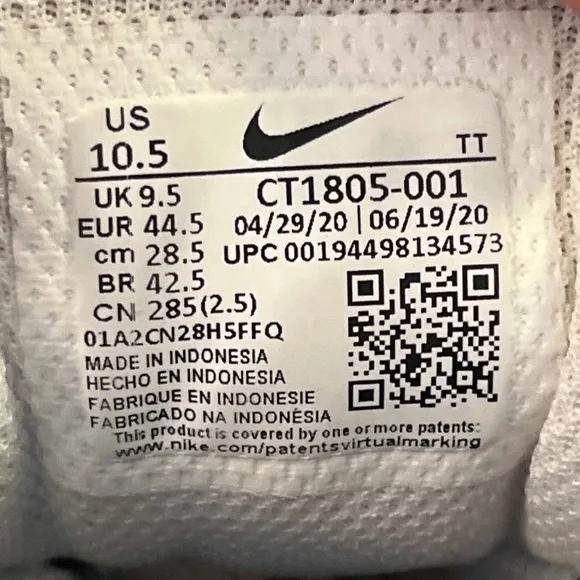 US
10.5
TT
UK 9.5
CT1805-001
EUR 44.5
04/29/20 | 06/19/20
cm 28.5
UPC 00194498134573
BR 42.5
CN 285(2.5)
01A2CN28H5FFQ
MADE IN INDONESIA
HECHO EN INDONESIA
FABRIQUE EN INDONESIE
FABRICADO NA INDONÉSIA
This product is covered by one or more patents:
www.nike.com/patentsvirtualmarking